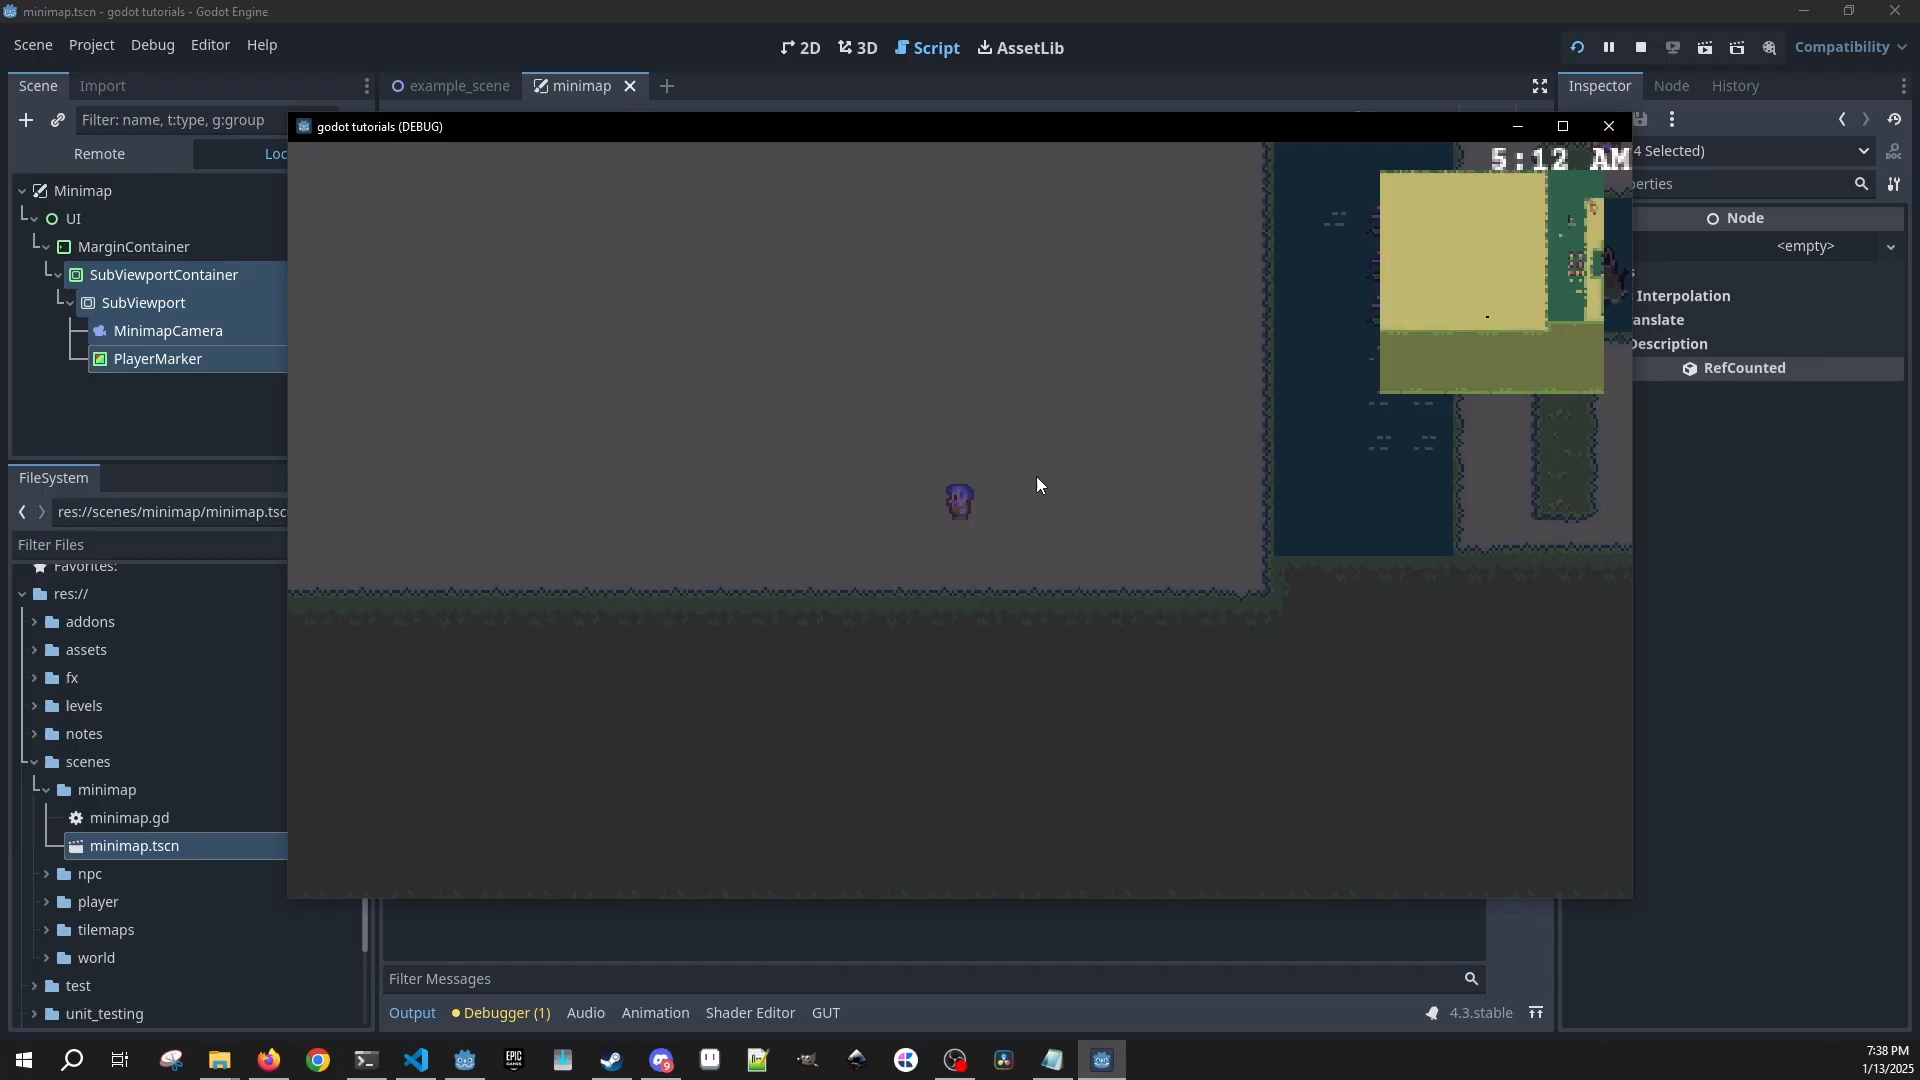 minimap.tscn - godot tutorials - Godot Engine
Scene Project Debug Editor Help
2D 3D Script AssetLib
Compatibility
Scene Import
example_scene minimap
Inspector Node History
Filter: name, t:type, g:group
godot tutorials (DEBUG)
Remote Loc
5:12 AM
4 Selected)
perties
Minimap
UI
MarginContainer
SubViewportContainer
SubViewport
MinimapCamera
PlayerMarker
Node
<empty>
s
Interpolation
anslate
Description
RefCounted
FileSystem
res://scenes/minimap/minimap.tsc
Filter Files
Favorites:
res://
addons
assets
fx
levels
notes
scenes
minimap
minimap.gd
minimap.tscn
npc
player
tilemaps
world
test
unit_testing
Filter Messages
Output Debugger (1) Audio Animation Shader Editor GUT
4.3.stable
EPIC GAMES
9
7:38 PM
1/13/2025